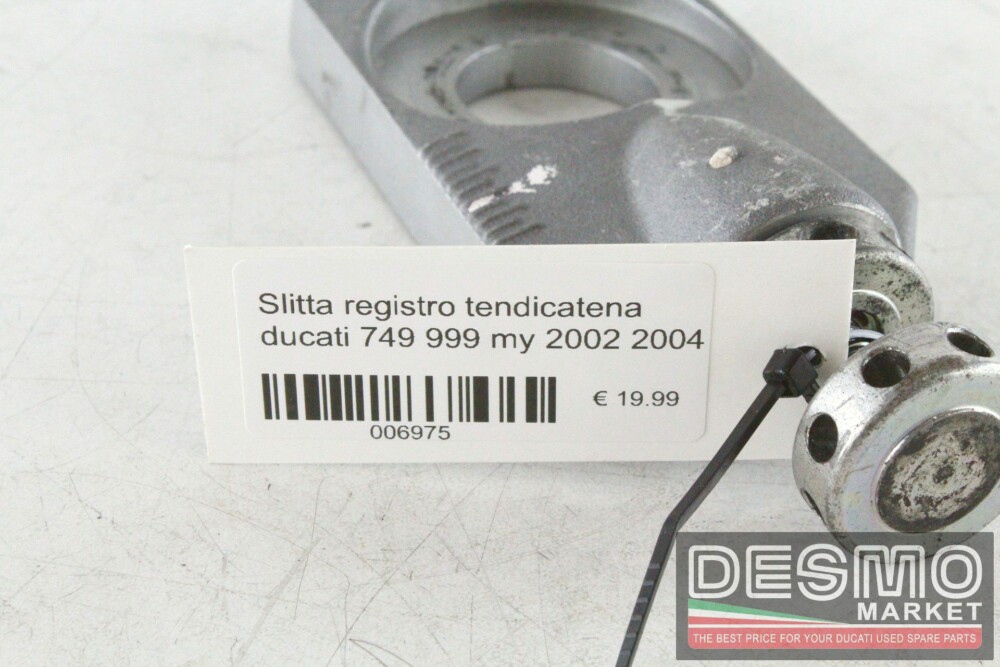 Slitta registro tendicatena
ducati 749 999 my 2002 2004
€ 19.99
006975
DESMO
MARKET
THE BEST PRICE FOR YOUR DUCATI USED SPARE PARTS